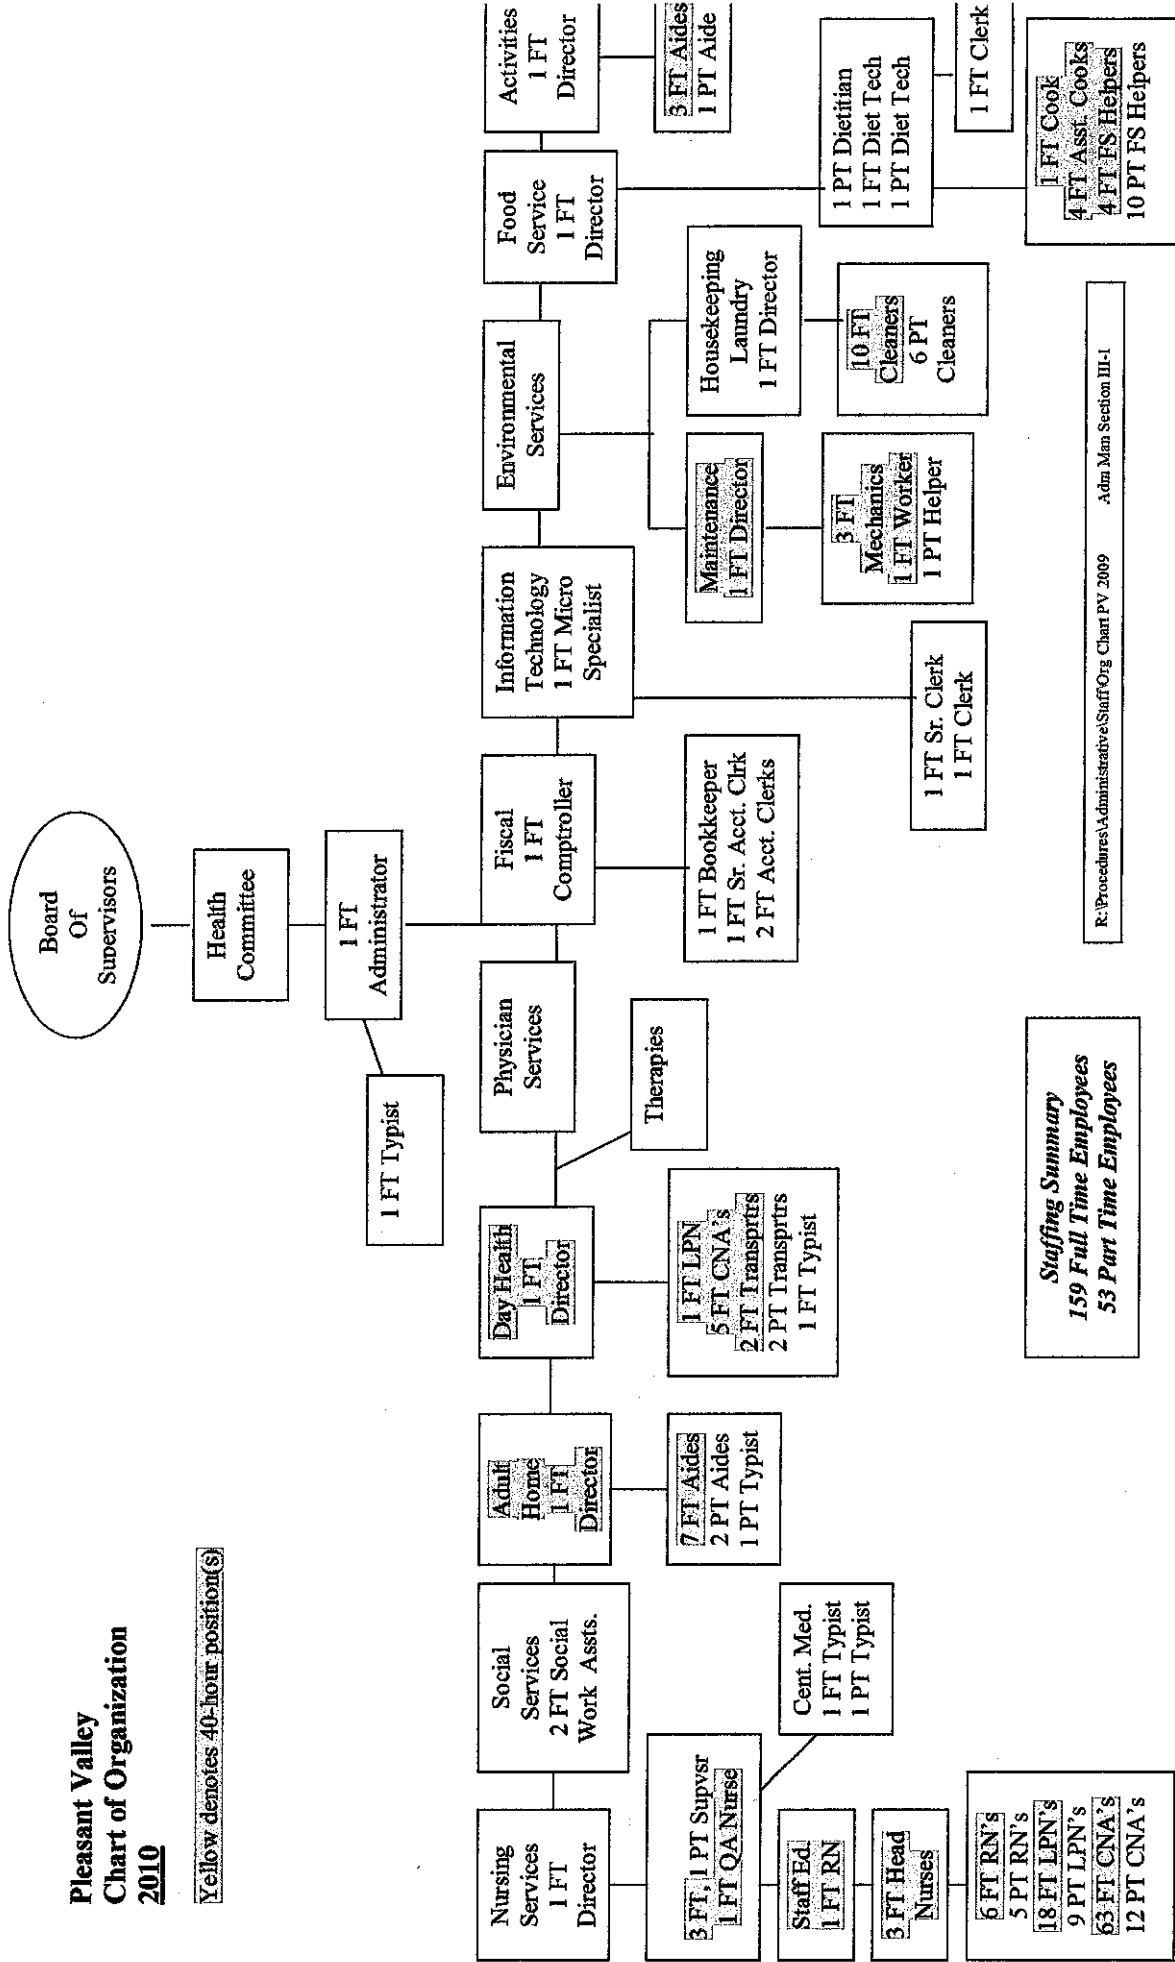 Pleasant Valley
Chart of Organization
2010
Yellow denotes 40-hour position(s)
Board
Of
Supervisors
Health
Committee
1 FT
Administrator
1 FT Typist
Nursing
Services
1 FT
Director
Social
Services
2 FT Social
Work Assts.
Adult
Home
1 FT
Director
Day Health
1 FT
Director
Physician
Services
Fiscal
1 FT
Comptroller
Information
Technology
1 FT Micro
Specialist
Environmental
Services
Food
Service
1 FT
Director
Activities
1 FT
Director
3 FT, 1 PT Supvsr
1 FT QA Nurse
Cent. Med.
1 FT Typist
1 PT Typist
Staff Ed.
1 FT RN
3 FT Head
Nurses
6 FT RN's
5 PT RN's
18 FT LPN's
9 PT LPN's
63 FT CNA's
12 PT CNA's
7 FT Aides
2 PT Aides
1 PT Typist
1 FT LPN
5 FT CNA's
2 FT Transprtrs
2 PT Transprtrs
1 FT Typist
Therapies
1 FT Bookkeeper
1 FT Sr. Acct. Clrk
2 FT Acct. Clerks
1 FT Sr. Clerk
1 FT Clerk
Maintenance
1 FT Director
3 FT
Mechanics
1 FT Worker
1 PT Helper
Housekeeping
Laundry
1 FT Director
10 FT
Cleaners
6 PT
Cleaners
1 PT Dietitian
1 FT Diet Tech
1 PT Diet Tech
1 FT Clerk
1 FT Cook
4 FT Asst. Cooks
4 FT FS Helpers
10 PT FS Helpers
3 FT Aides
1 PT Aide
Staffing Summary
159 Full Time Employees
53 Part Time Employees
R:\Procedures\Administrative\Staff\Org Chart PV 2009 Adm Man Section III-1